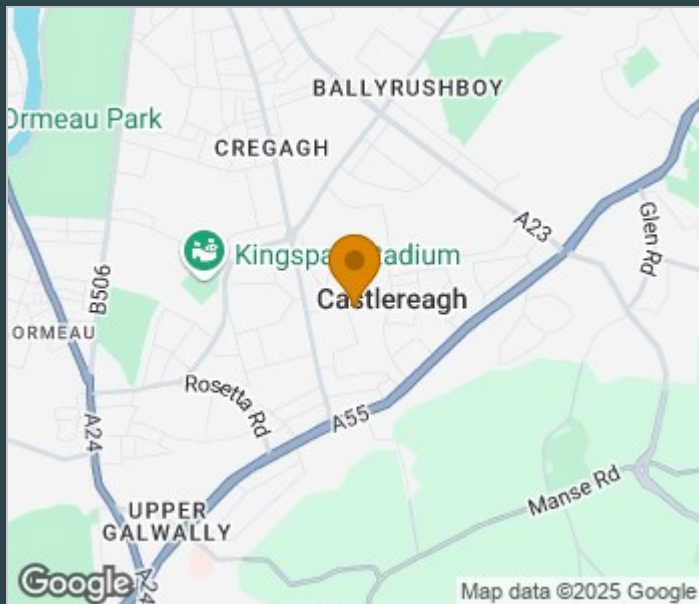 BALLYRUSHBOY
Ormeau Park
CREGAGH
A23
Glen Rd
Kingspan Stadium
B506
Castlereagh
ORMEAU
Rosetta Rd
A55
A24
Manse Rd
UPPER
GALWALLY
A24
Google
Map data ©2025 Google